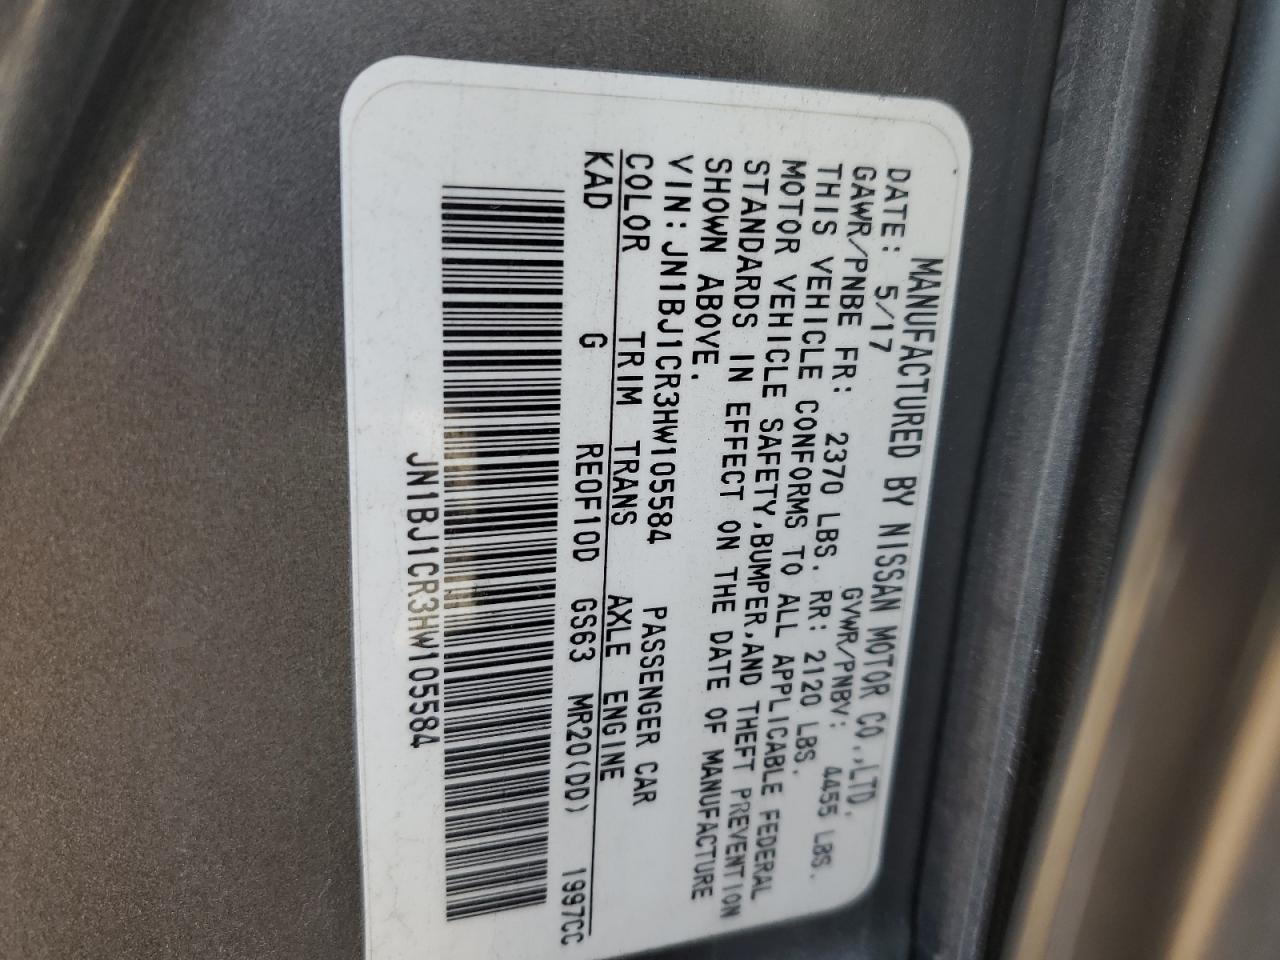 MANUFACTURED BY NISSAN MOTOR CO.,LTD.
DATE: 5/17 GVWR/PNBV: 4455 LBS.
GAWR/PNBE FR: 2370 LBS. RR: 2120 LBS.
THIS VEHICLE CONFORMS TO ALL APPLICABLE FEDERAL
MOTOR VEHICLE SAFETY,BUMPER,AND THEFT PREVENTION
STANDARDS IN EFFECT ON THE DATE OF MANUFACTURE
SHOWN ABOVE.
VIN:JN1BJ1CR3HW105584 PASSENGER CAR
COLOR TRIM TRANS AXLE ENGINE
KAD G RE0F10D GS63 MR20(DD) 1997CC
JN1BJ1CR3HW105584